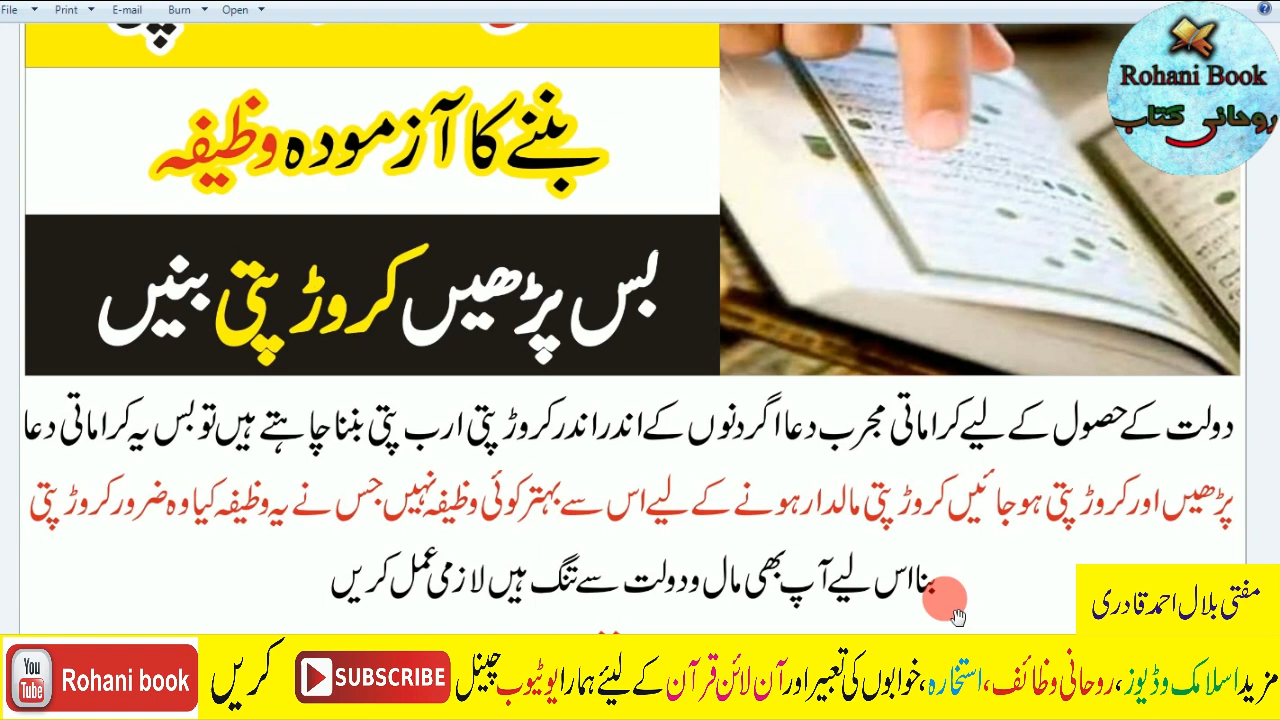 File Print E-mail Burn Open
Rohani Book
روحانی کتاب
بننے کا آزمودہ وظیفہ
بس پڑھیں کروڑ پتی بنیں
دولت کے حصول کے لیے کراماتی مجرب دعا اگر دنوں کے اندر اندر کروڑ پتی ارب پتی بننا چاہتے ہیں تو بس یہ کراماتی دعا
پڑھیں اور کروڑ پتی ہو جائیں کروڑ پتی مالدار ہونے کے لیے اس سے بہتر کوئی وظیفہ نہیں جس نے یہ وظیفہ کیا وہ ضرور کروڑ پتی
بنا اس لیے آپ بھی مال و دولت سے تنگ ہیں لازمی عمل کریں
مفتی بلال احمد قادری
مزید اسلامک وڈیوز، روحانی وظائف، استخارہ، خوابوں کی تعبیر اور آن لائن قرآن کے لیئے ہمارا یوٹیوب چینل SUBSCRIBE کریں
You Tube Rohani book